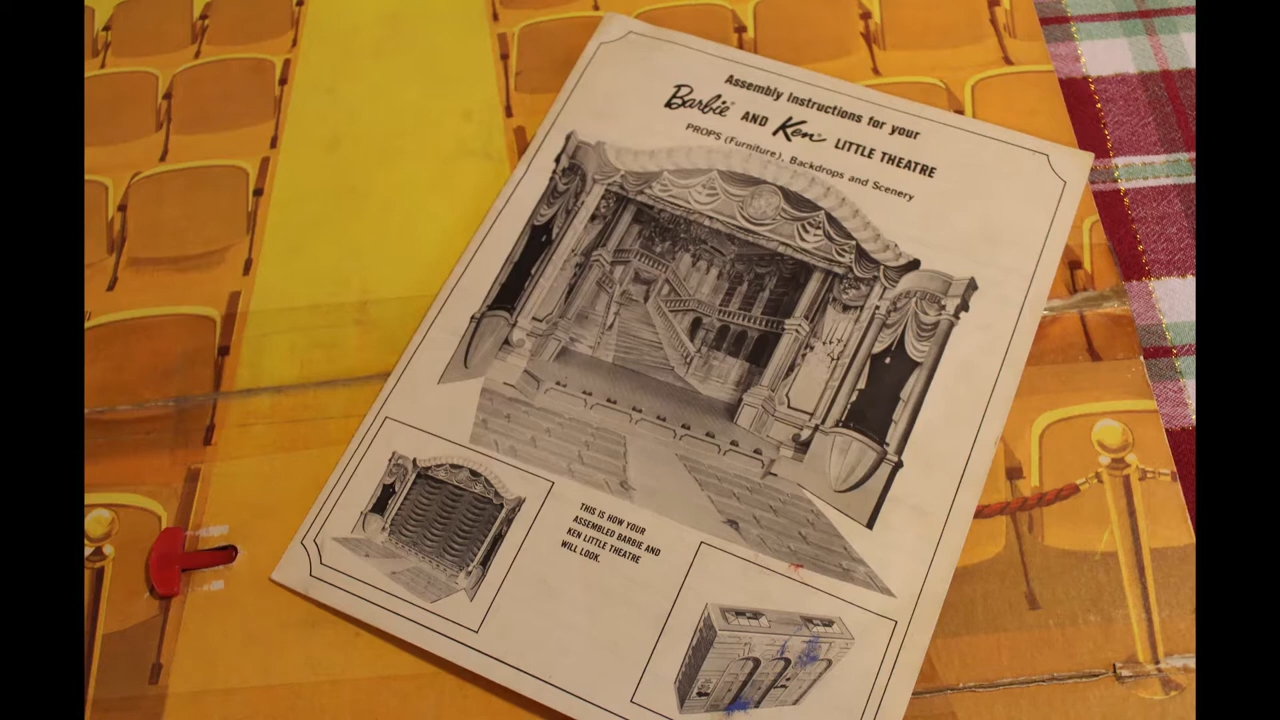 Assembly Instructions for your
Barbie® AND Ken® LITTLE THEATRE
PROPS (Furniture), Backdrops and Scenery
THIS IS HOW YOUR
ASSEMBLED BARBIE AND
KEN LITTLE THEATRE
WILL LOOK.